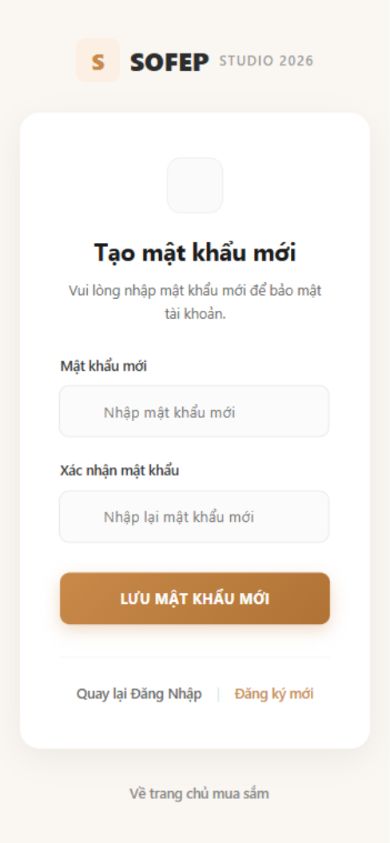 S SOFEP STUDIO 2026
Tạo mật khẩu mới
Vui lòng nhập mật khẩu mới để bảo mật
tài khoản.
Mật khẩu mới
Nhập mật khẩu mới
Xác nhận mật khẩu
Nhập lại mật khẩu mới
LƯU MẬT KHẨU MỚI
Quay lại Đăng Nhập | Đăng ký mới
Về trang chủ mua sắm